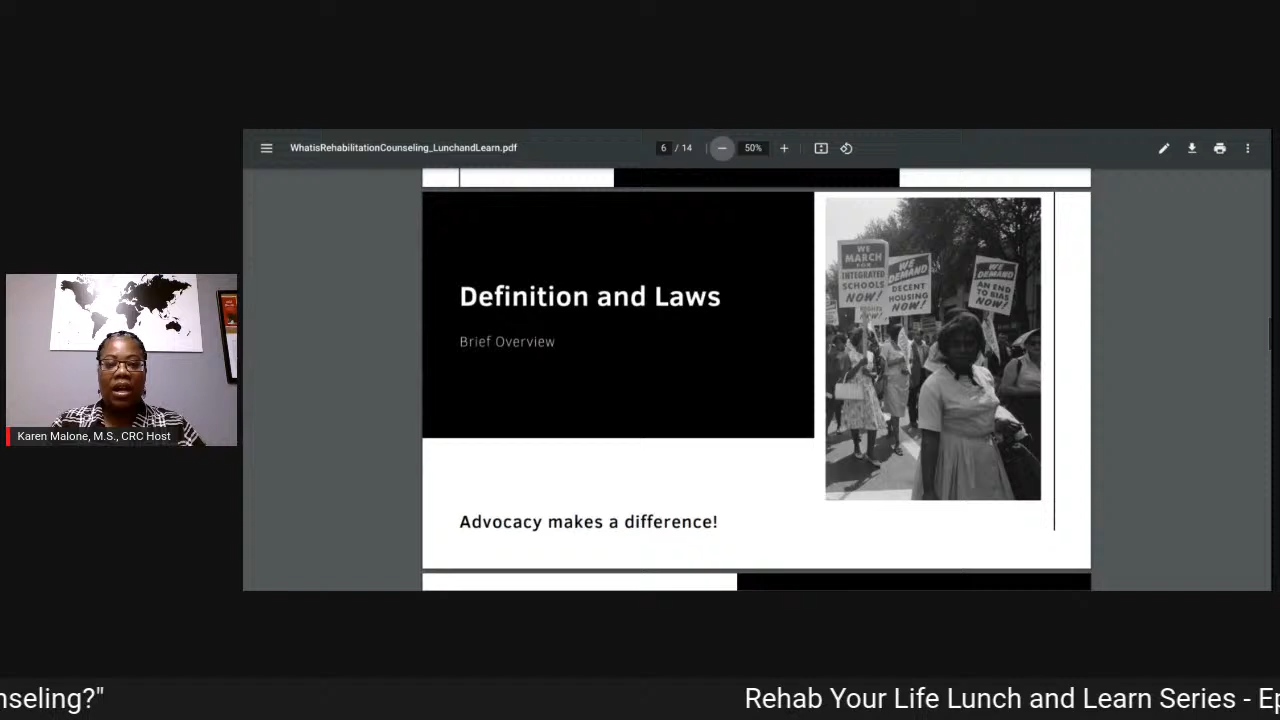 WhatisRehabilitationCounseling_LunchandLearn.pdf
6 / 14
50%
Definition and Laws
Brief Overview
WE
MARCH
FOR
INTEGRATED
SCHOOLS
NOW!
WE
DEMAND
DECENT
HOUSING
NOW!
WE
DEMAND
AN END
TO BIAS
NOW!
Advocacy makes a difference!
Karen Malone, M.S., CRC Host
nseling?"
Rehab Your Life Lunch and Learn Series - Ep